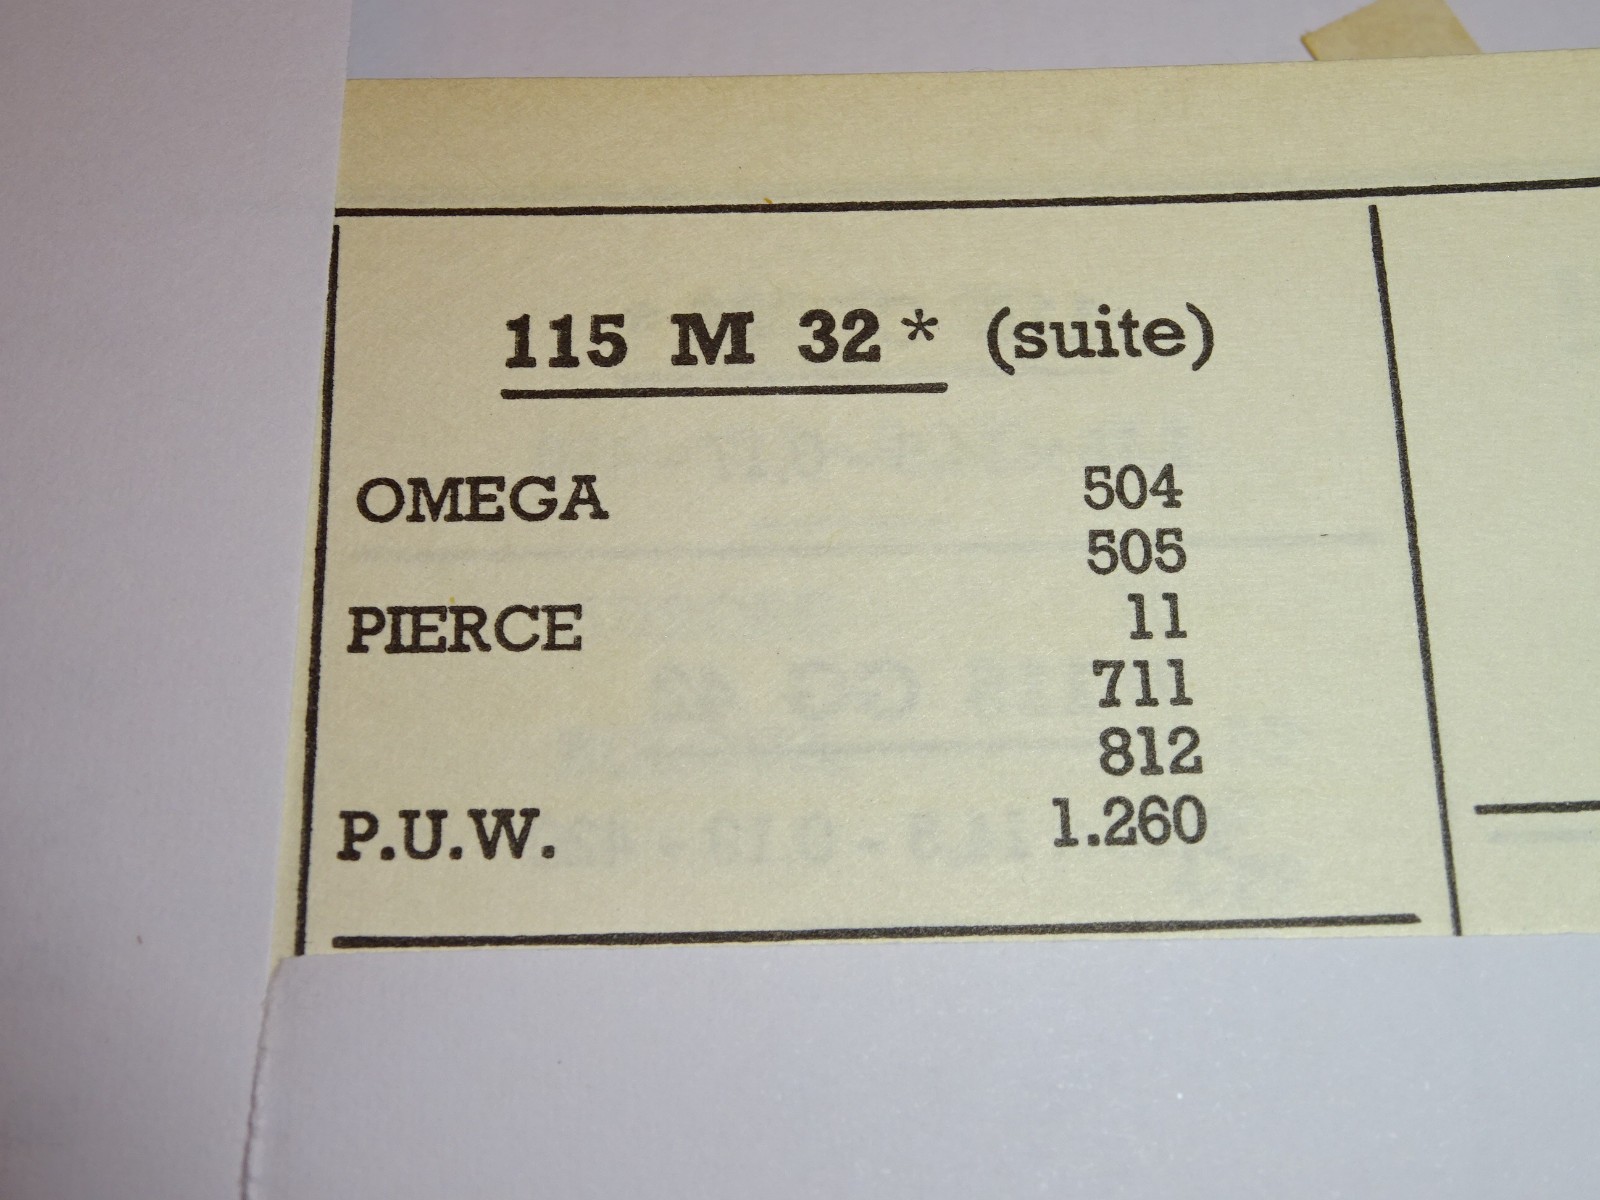 115 M 32* (suite)
OMEGA 504
505
PIERCE 11
711
812
P.U.W. 1.260